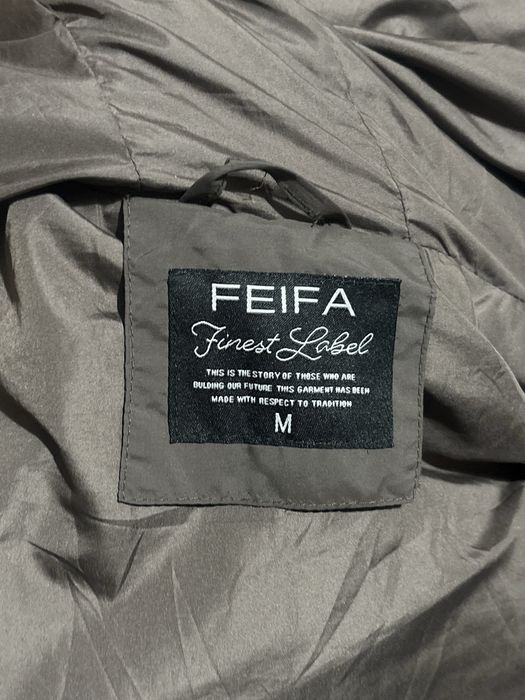 FEIFA
Finest Label
THIS IS THE STORY OF THOSE WHO ARE
BULDING OUR FUTURE THIS GARMENT HAS BEEN
MADE WITH RESPECT TO TRADITION
M